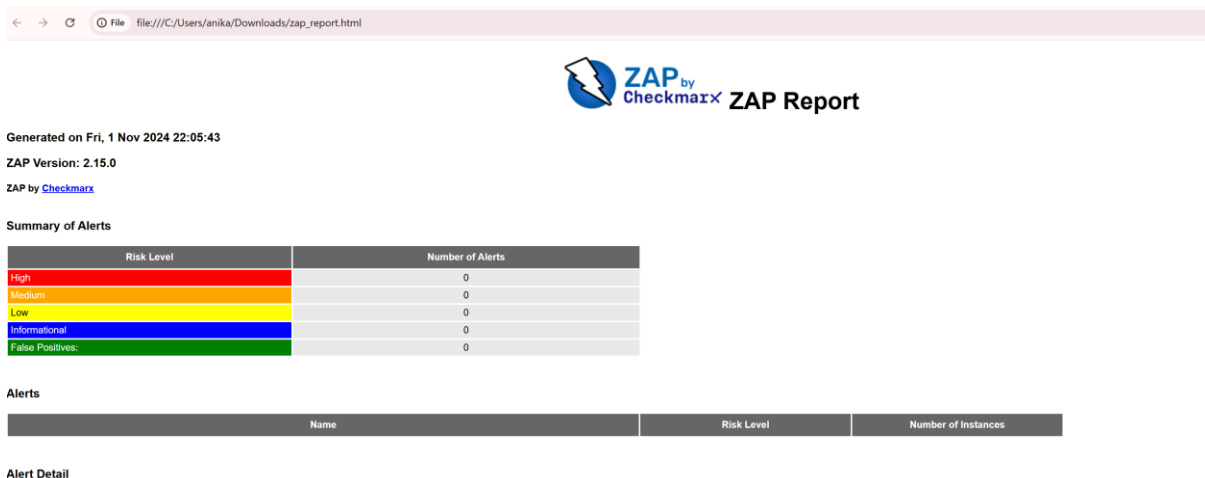 File file:///C:/Users/anika/Downloads/zap_report.html
ZAP by
Checkmarx ZAP Report
Generated on Fri, 1 Nov 2024 22:05:43
ZAP Version: 2.15.0
ZAP by Checkmarx
Summary of Alerts
Risk Level Number of Alerts
High 0
Medium 0
Low 0
Informational 0
False Positives: 0
Alerts
Name Risk Level Number of Instances
Alert Detail